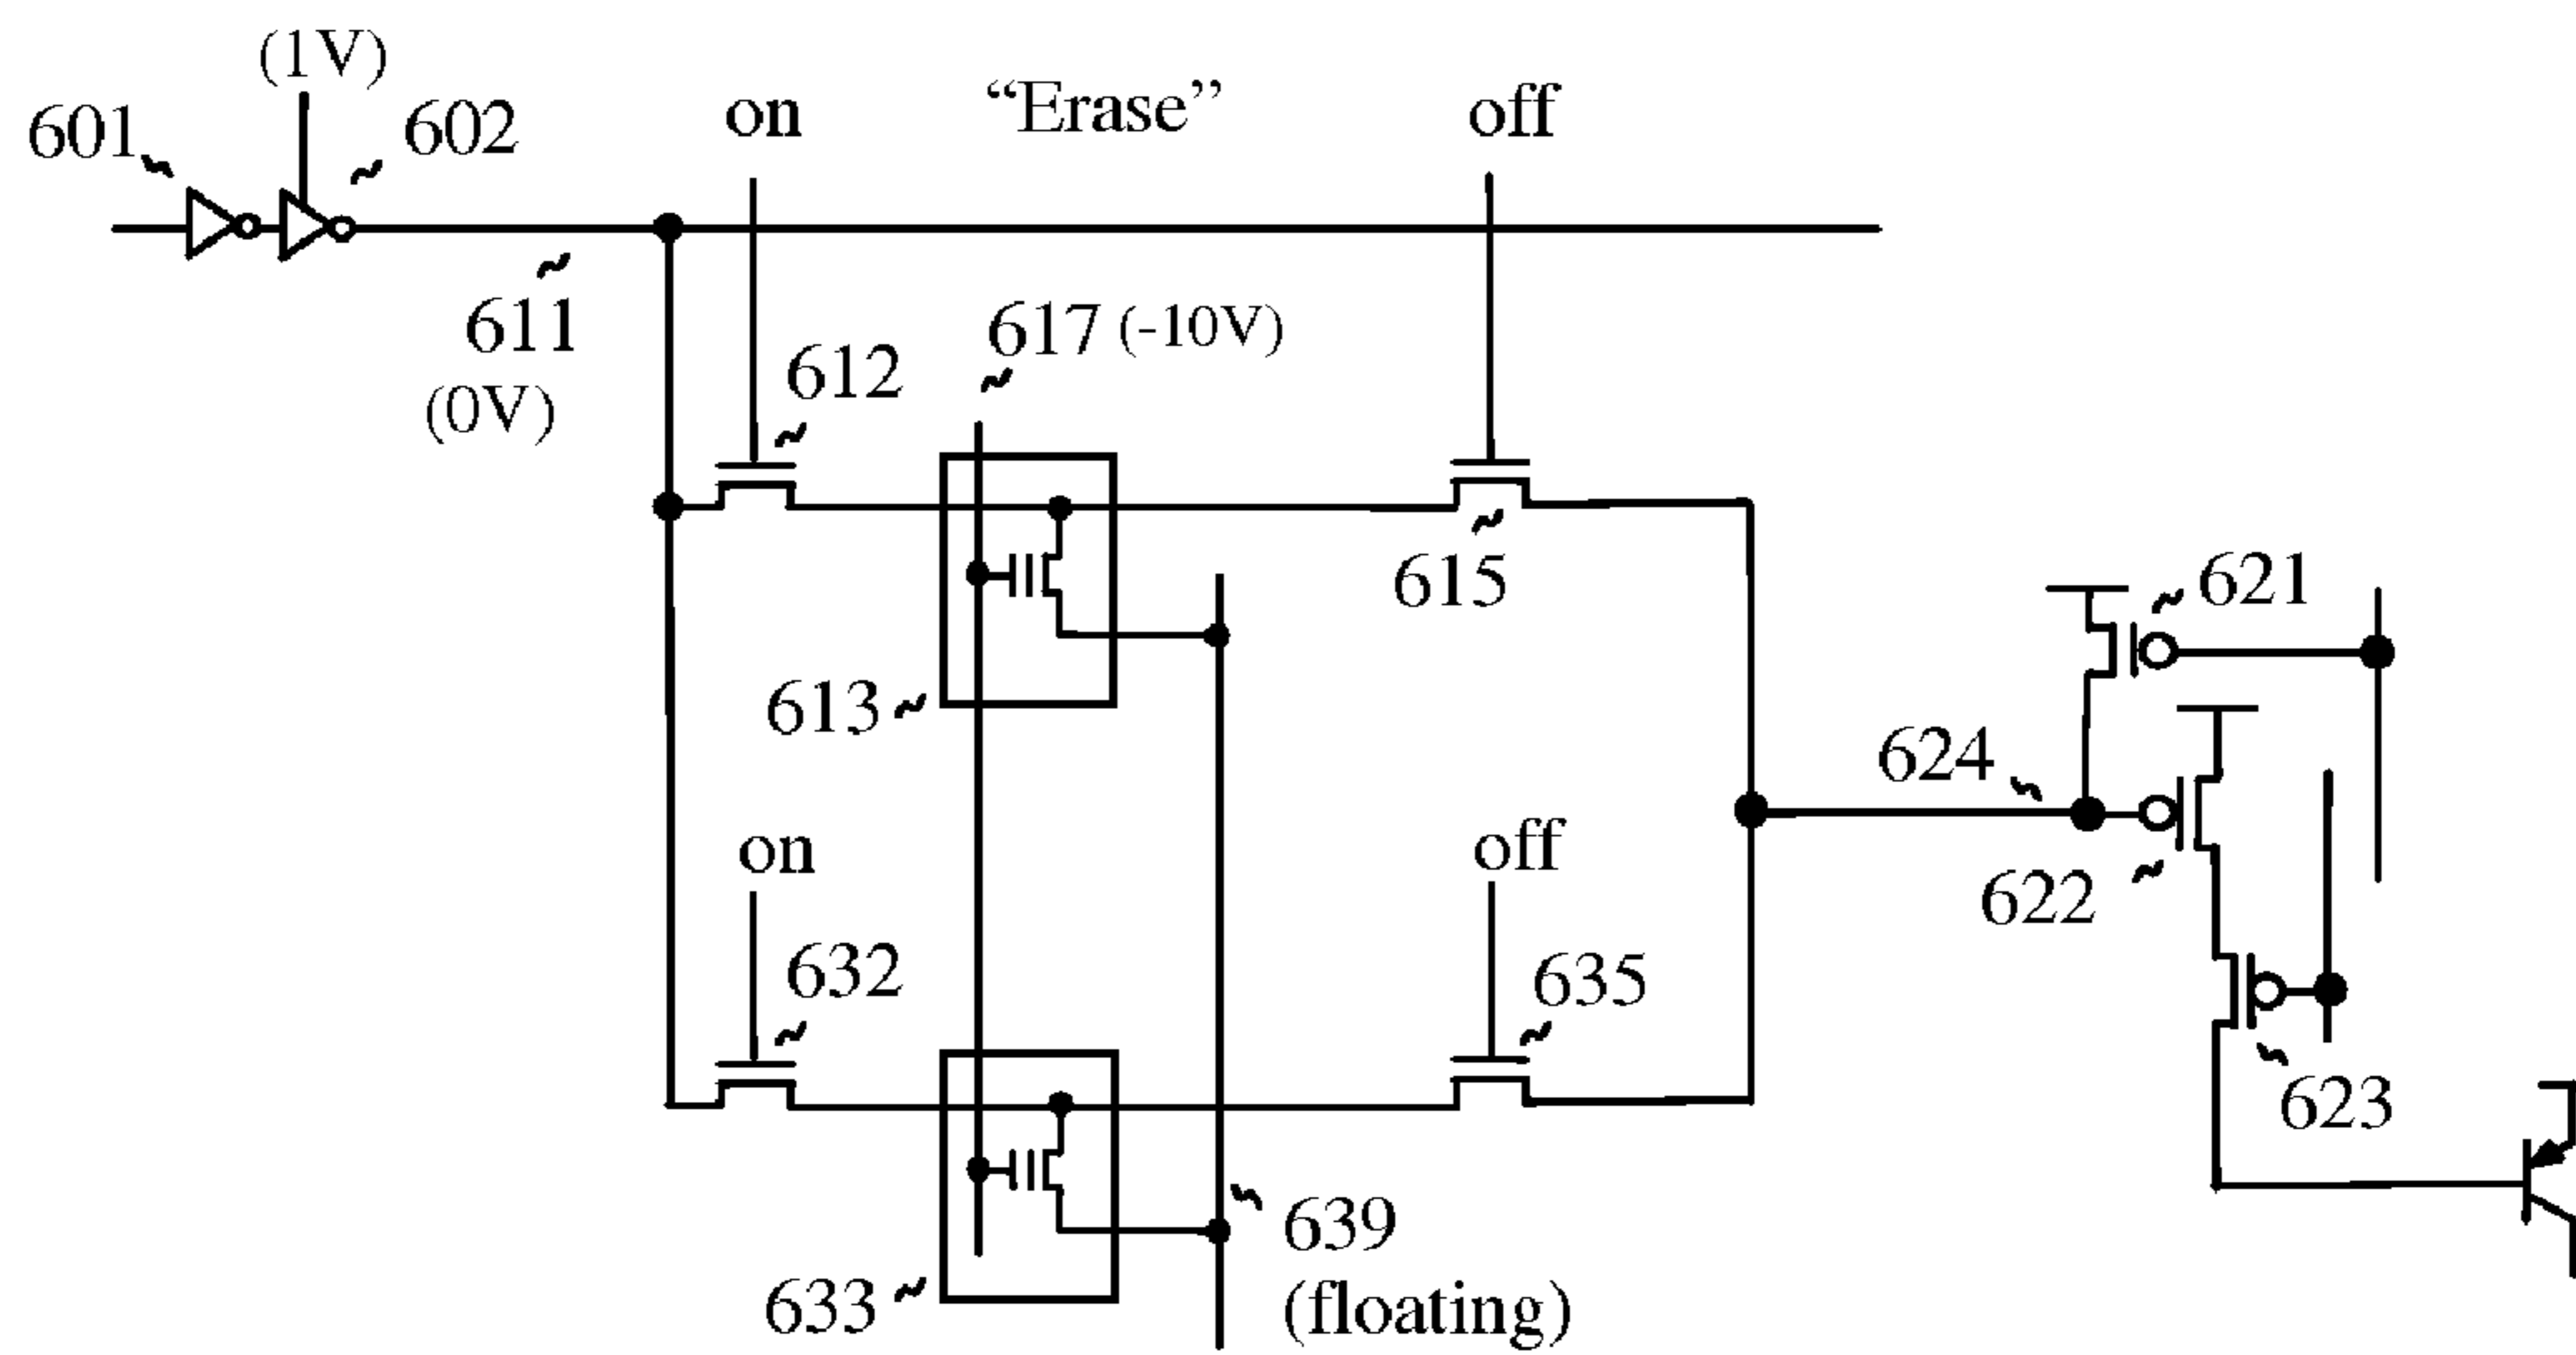 (1V)
601
602
on
“Erase”
off
611
(0V)
617 (-10V)
612
615
613
621
624
622
on
off
632
635
623
639
(floating)
633